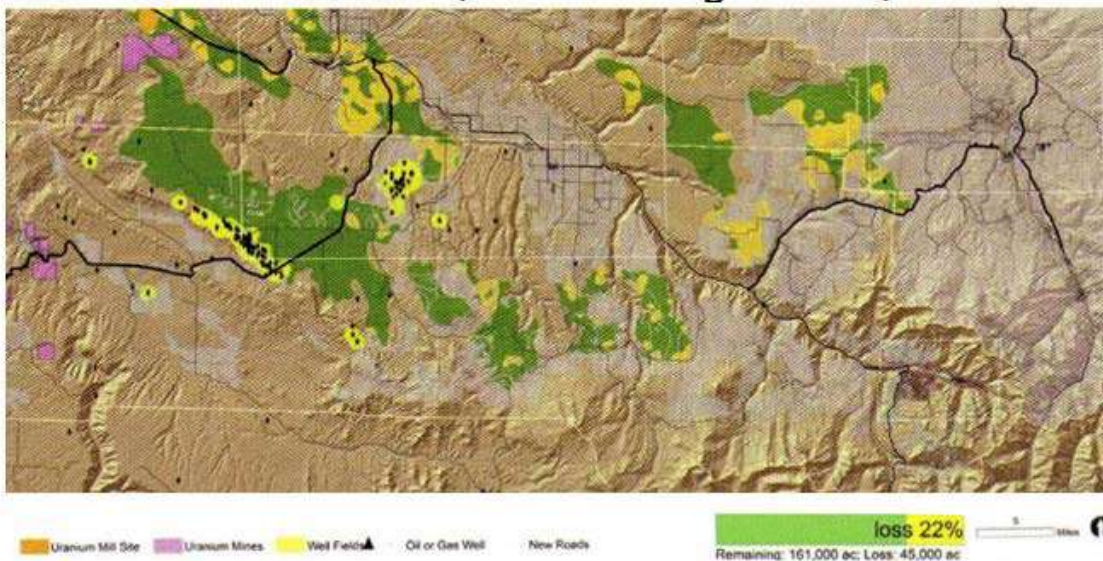 Uranium Mill Site Uranium Mines Well Fields Oil or Gas Well New Roads
loss 22%
5
Miles
Remaining: 161,000 ac; Loss: 45,000 ac